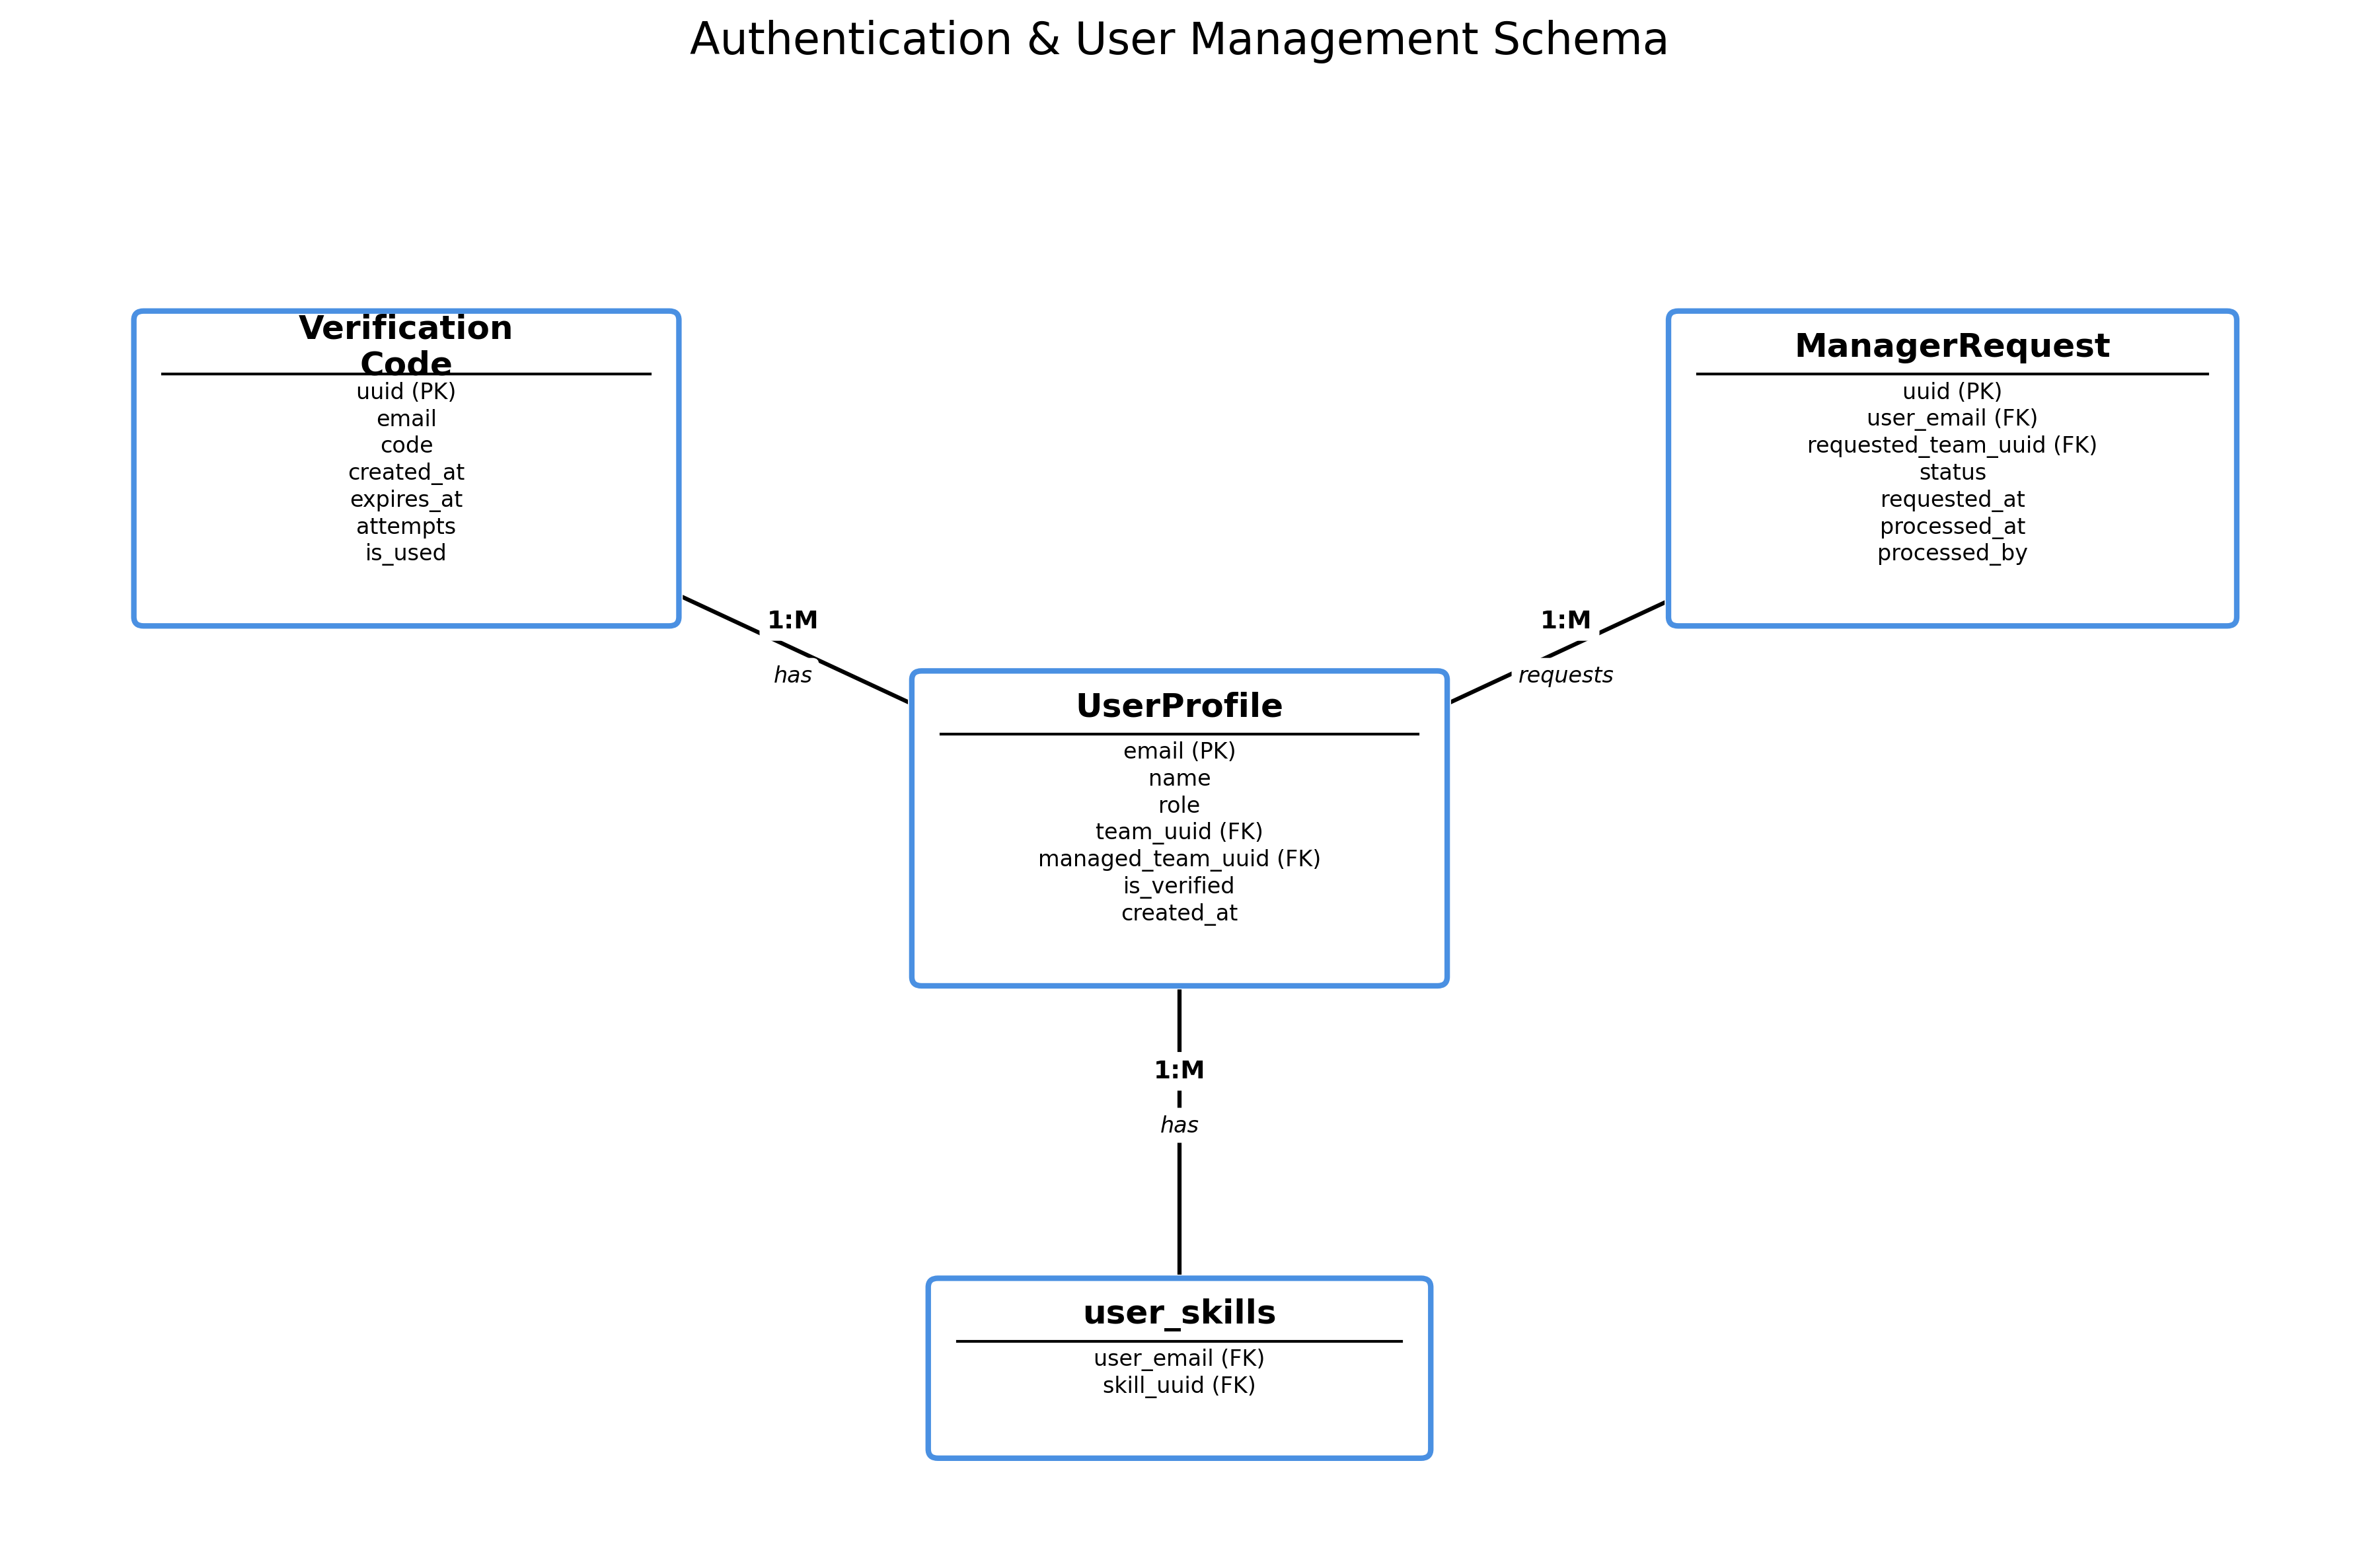 Authentication & User Management Schema
Verification
Code
uuid (PK)
email
code
created_at
expires_at
attempts
is_used
ManagerRequest
uuid (PK)
user_email (FK)
requested_team_uuid (FK)
status
requested_at
processed_at
processed_by
1:M
has
1:M
requests
UserProfile
email (PK)
name
role
team_uuid (FK)
managed_team_uuid (FK)
is_verified
created_at
1:M
has
user_skills
user_email (FK)
skill_uuid (FK)